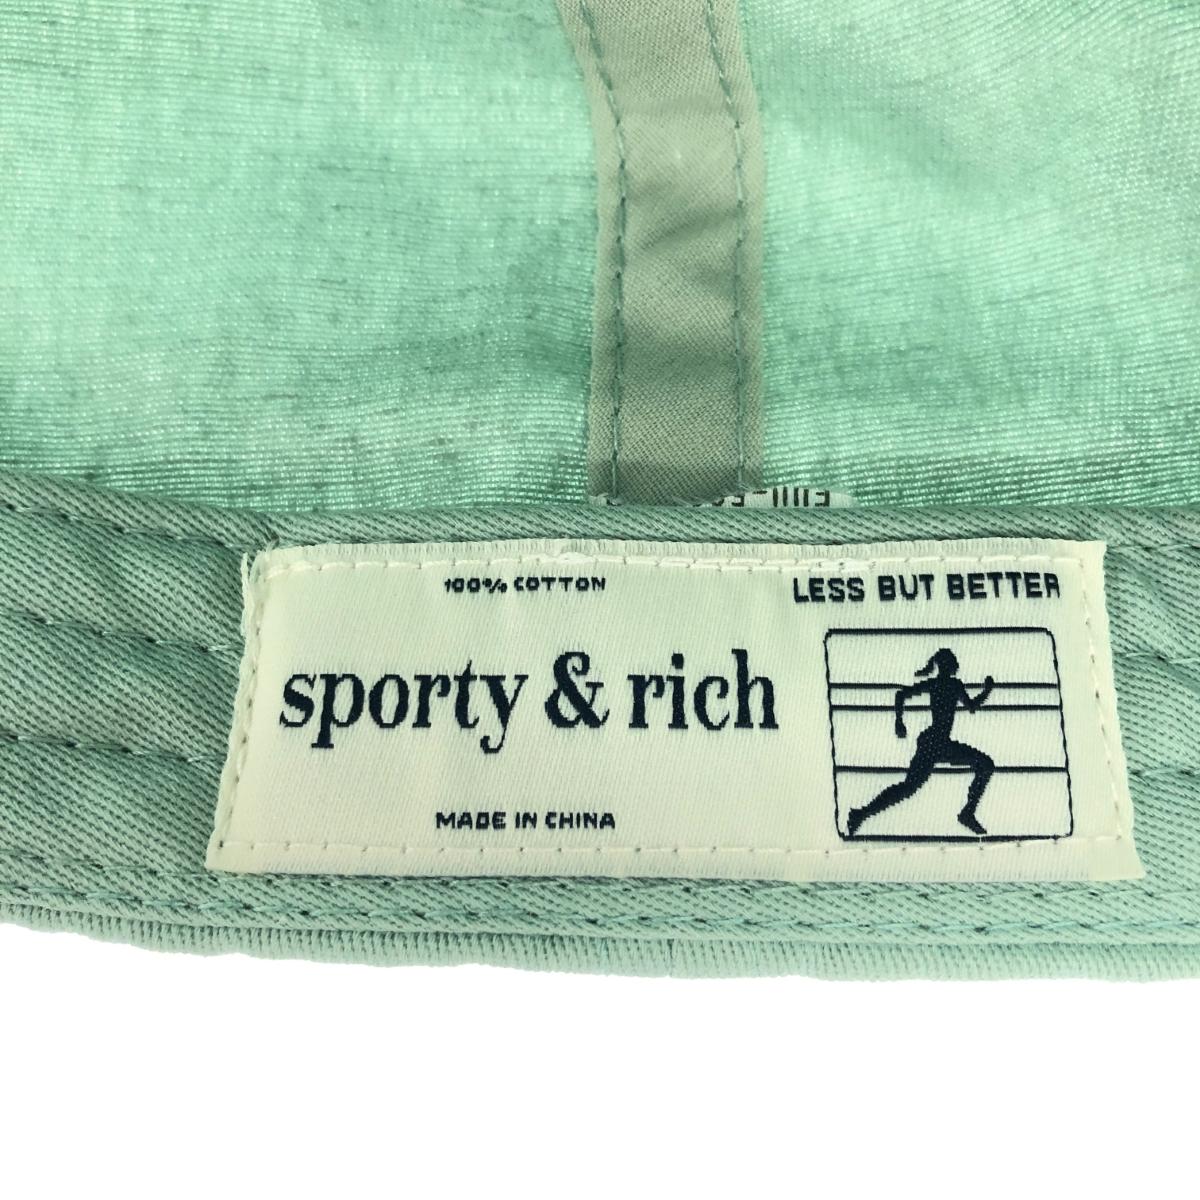 100% COTTON
LESS BUT BETTER
sporty & rich
MADE IN CHINA